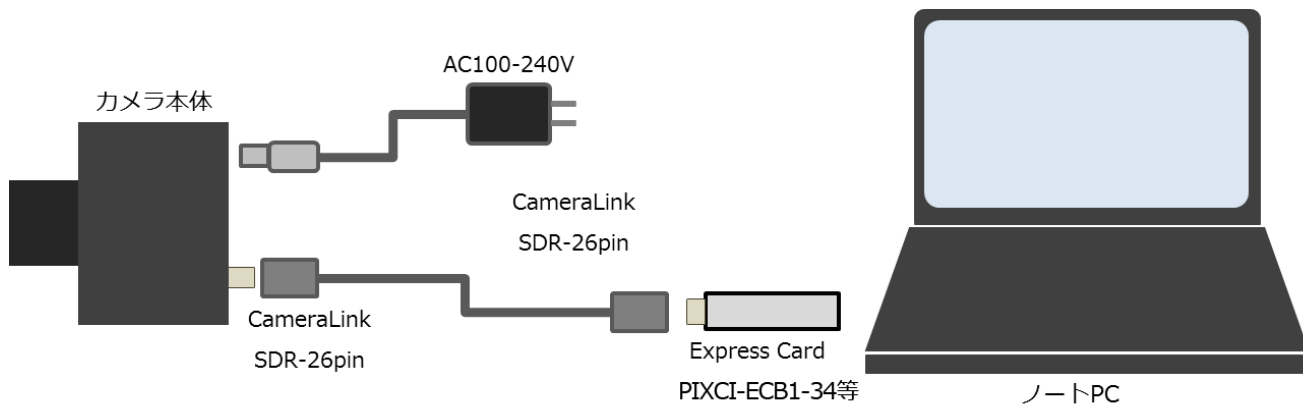 AC100-240V
カメラ本体
CameraLink
SDR-26pin
CameraLink
SDR-26pin
Express Card
PIXCI-ECB1-34等
ノートPC